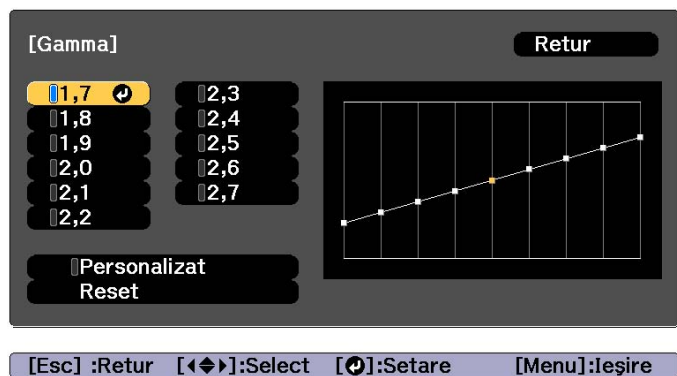 [Gamma]
Retur
1,7
1,8
1,9
2,0
2,1
2,2
2,3
2,4
2,5
2,6
2,7
Personalizat
Reset
[Esc] :Retur [ ]:Select [ ]:Setare [Menu]:Ieşire